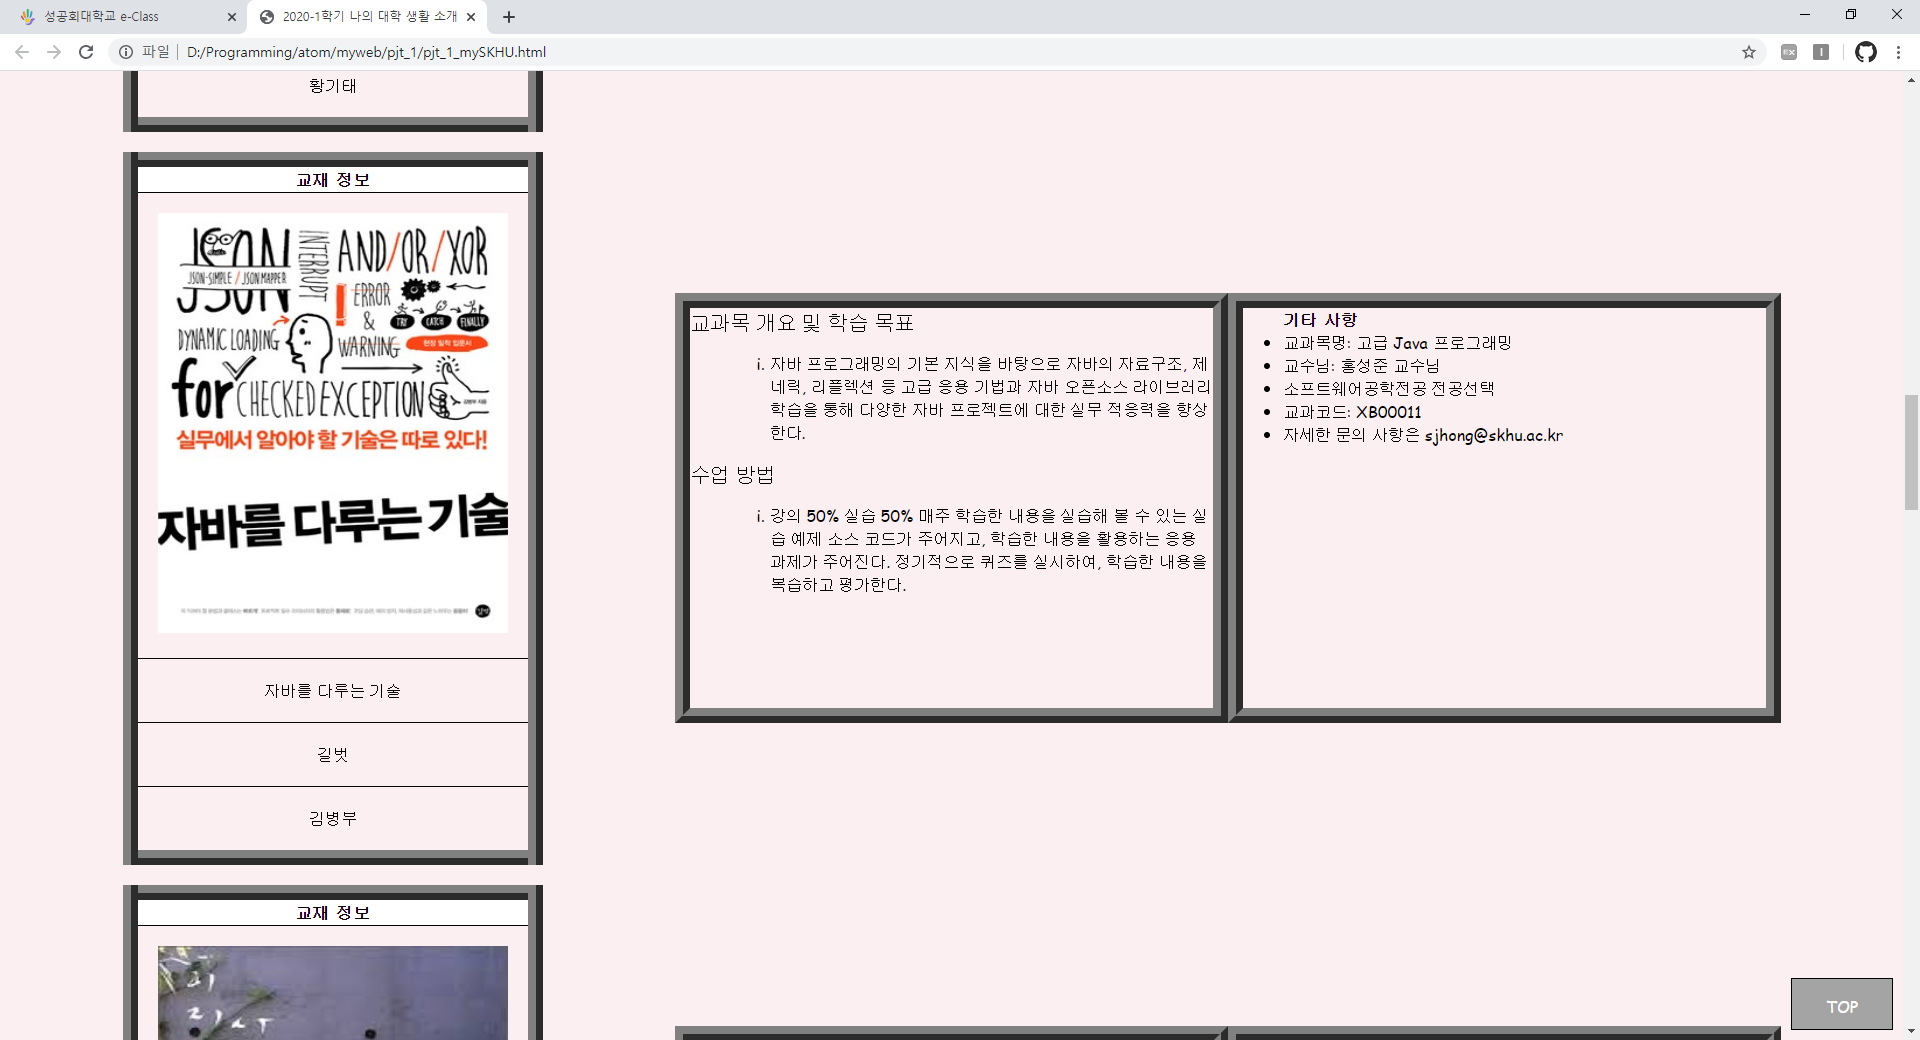 성공회대학교 e-Class
2020-1학기 나의 대학 생활 소개
파일
D:/Programming/atom/myweb/pjt_1/pjt_1_mySKHU.html
황기태
교재 정보
JSON
JSON-SIMPLE / JSONMAPPER
JSON
INTERRUPT
AND/OR/XOR
! ERROR
&
WARNING
TRY CATCH FINALLY
DYNAMIC LOADING
현장 밀착 입문서
for CHECKED EXCEPTION
김병부 지음
실무에서 알아야 할 기술은 따로 있다!
자바를 다루는 기술
길벗
자바를 다루는 기술
길벗
김병부
교과목 개요 및 학습 목표
i. 자바 프로그래밍의 기본 지식을 바탕으로 자바의 자료구조, 제
네릭, 리플렉션 등 고급 응용 기법과 자바 오픈소스 라이브러리
학습을 통해 다양한 자바 프로젝트에 대한 실무 적응력을 향상
한다.
수업 방법
i. 강의 50% 실습 50% 매주 학습한 내용을 실습해 볼 수 있는 실
습 예제 소스 코드가 주어지고, 학습한 내용을 활용하는 응용
과제가 주어진다. 정기적으로 퀴즈를 실시하여, 학습한 내용을
복습하고 평가한다.
기타 사항
교과목명: 고급 Java 프로그래밍
교수님: 홍성준 교수님
소프트웨어공학전공 전공선택
교과코드: XB00011
자세한 문의 사항은 sjhong@skhu.ac.kr
교재 정보
TOP